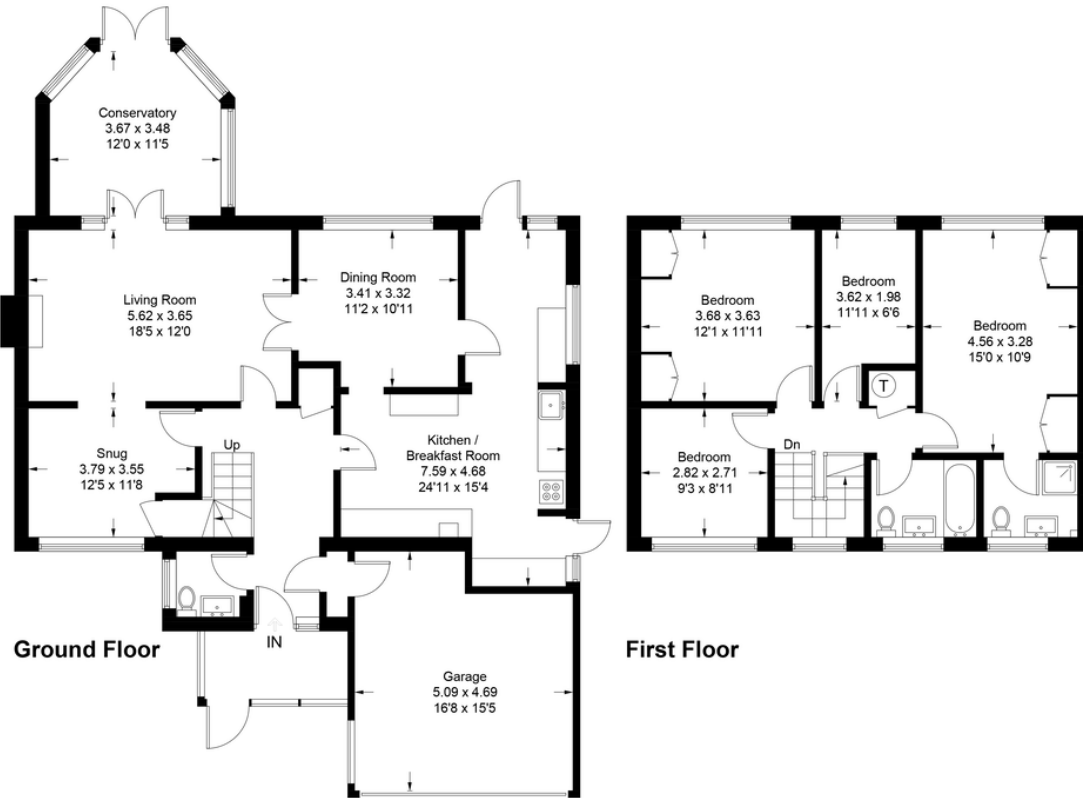 Conservatory
3.67 x 3.48
12'0 x 11'5
Living Room
5.62 x 3.65
18'5 x 12'0
Dining Room
3.41 x 3.32
11'2 x 10'11
Snug
3.79 x 3.55
12'5 x 11'8
Up
Kitchen /
Breakfast Room
7.59 x 4.68
24'11 x 15'4
IN
Garage
5.09 x 4.69
16'8 x 15'5
Ground Floor
Bedroom
3.68 x 3.63
12'1 x 11'11
Bedroom
3.62 x 1.98
11'11 x 6'6
Bedroom
4.56 x 3.28
15'0 x 10'9
T
Bedroom
2.82 x 2.71
9'3 x 8'11
Dn
First Floor